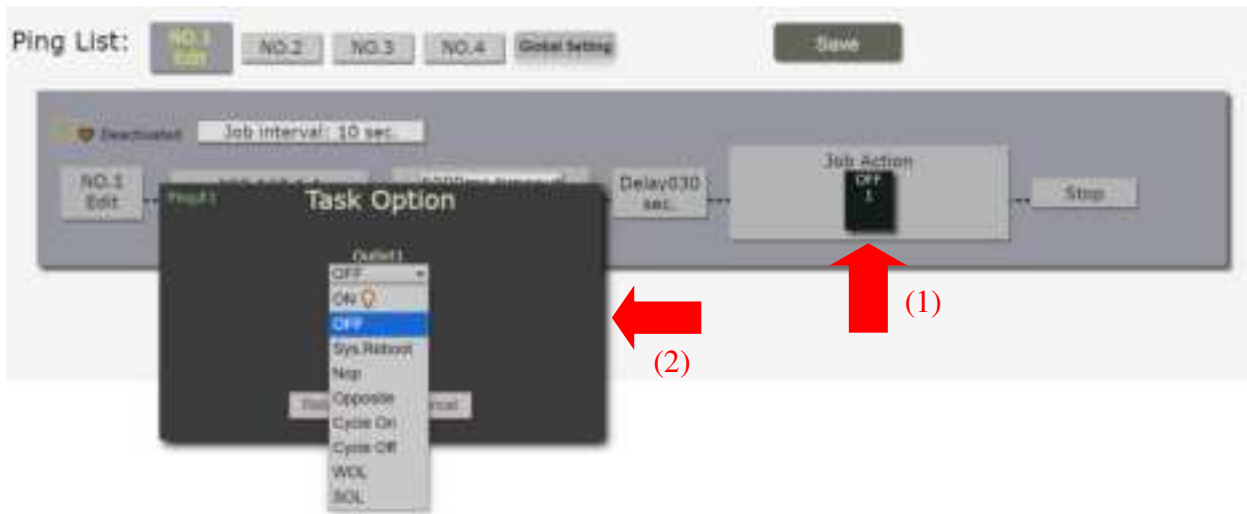 Ping List:
NO.1
Edit
NO.2
NO.3
NO.4
Global Setting
Save
Deactivated
Job interval: 10 sec.
NO.1
Edit
Delay030
sec.
Job Action
OFF
1
Stop
Task Option
Outlet1
OFF
ON
OFF
Sys.Reboot
Nop
Opposite
Cycle On
Cycle Off
WOL
SOL
(1)
(2)